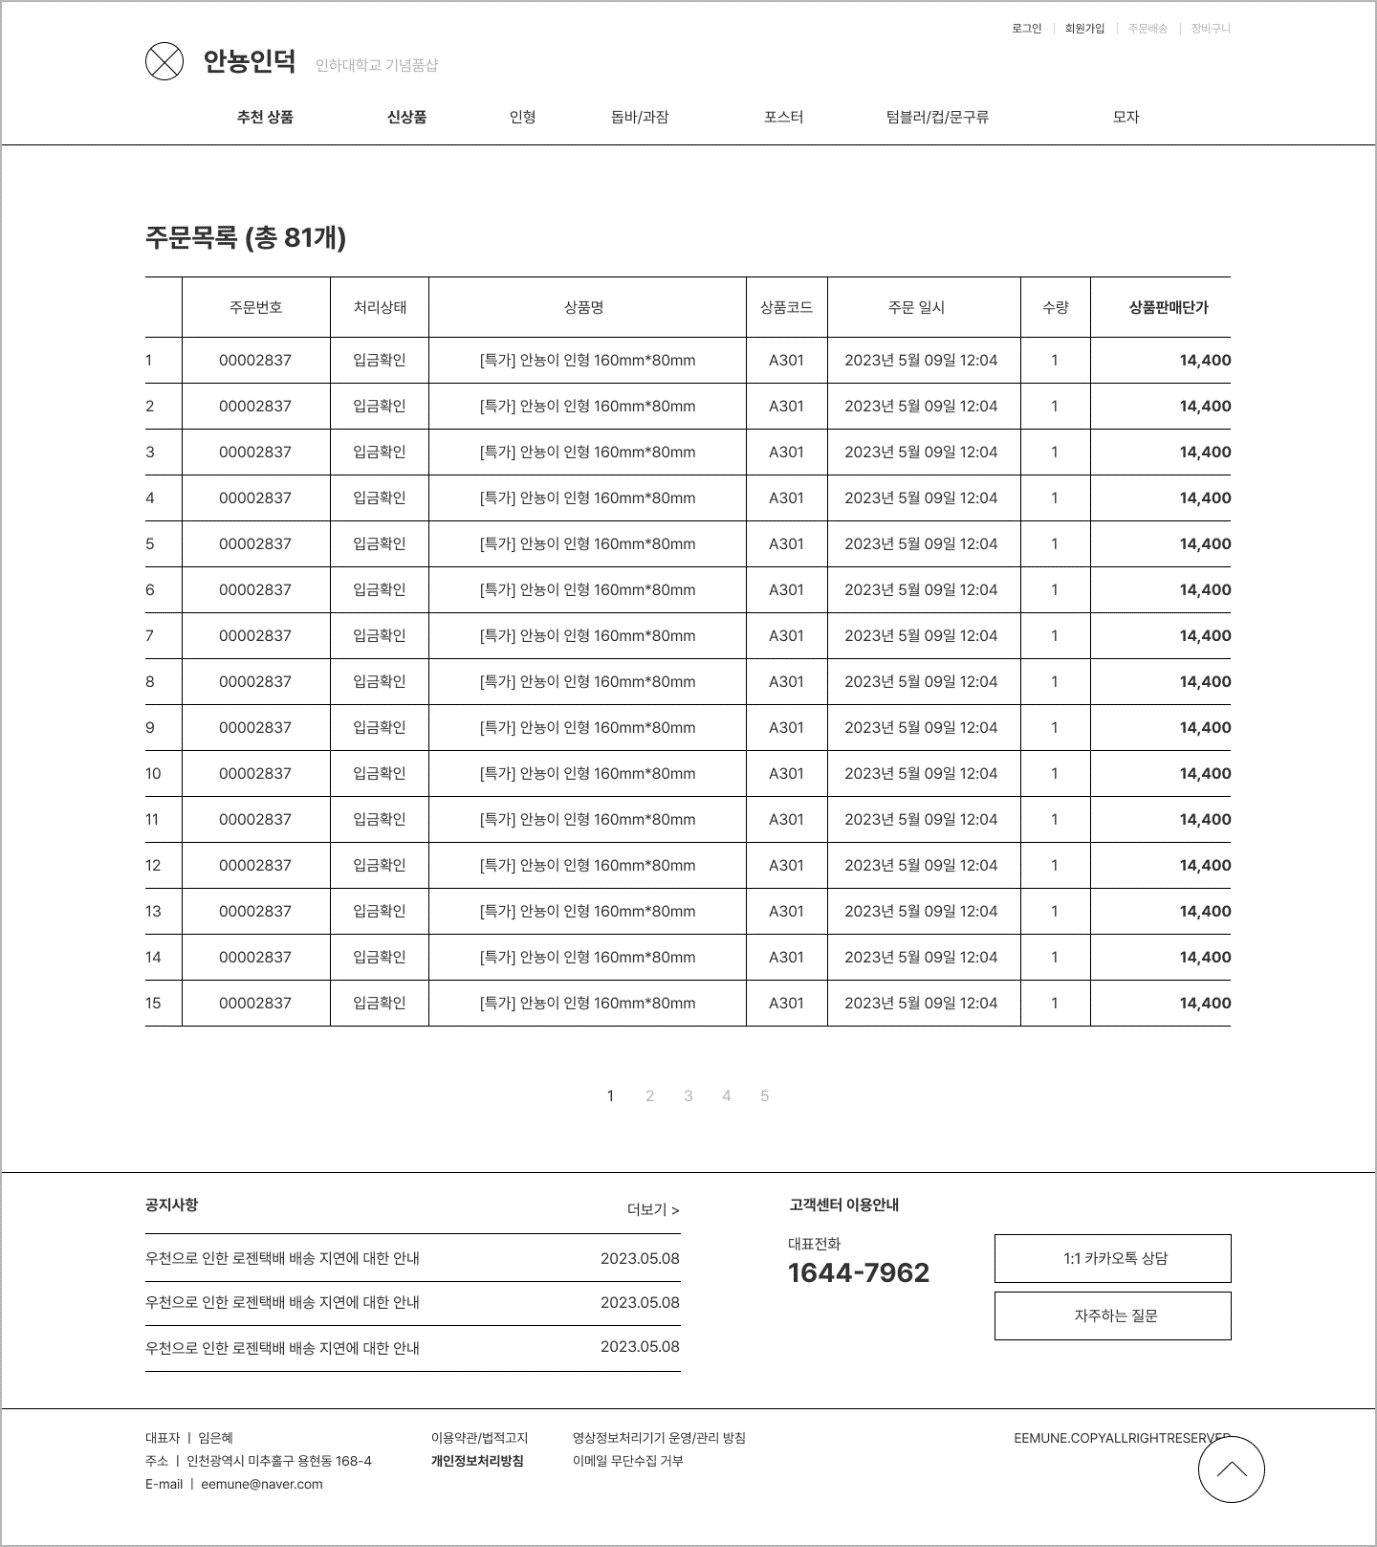 로그인 | 회원가입 | 주문배송 | 장바구니
안뇽인덕 인하대학교 기념품샵
추천 상품 신상품 인형 돕바/과잠 포스터 텀블러/컵/문구류 모자
주문목록 (총 81개)
주문번호 처리상태 상품명 상품코드 주문 일시 수량 상품판매단가
1 00002837 입금확인 [특가] 안뇽이 인형 160mm*80mm A301 2023년 5월 09일 12:04 1 14,400
2 00002837 입금확인 [특가] 안뇽이 인형 160mm*80mm A301 2023년 5월 09일 12:04 1 14,400
3 00002837 입금확인 [특가] 안뇽이 인형 160mm*80mm A301 2023년 5월 09일 12:04 1 14,400
4 00002837 입금확인 [특가] 안뇽이 인형 160mm*80mm A301 2023년 5월 09일 12:04 1 14,400
5 00002837 입금확인 [특가] 안뇽이 인형 160mm*80mm A301 2023년 5월 09일 12:04 1 14,400
6 00002837 입금확인 [특가] 안뇽이 인형 160mm*80mm A301 2023년 5월 09일 12:04 1 14,400
7 00002837 입금확인 [특가] 안뇽이 인형 160mm*80mm A301 2023년 5월 09일 12:04 1 14,400
8 00002837 입금확인 [특가] 안뇽이 인형 160mm*80mm A301 2023년 5월 09일 12:04 1 14,400
9 00002837 입금확인 [특가] 안뇽이 인형 160mm*80mm A301 2023년 5월 09일 12:04 1 14,400
10 00002837 입금확인 [특가] 안뇽이 인형 160mm*80mm A301 2023년 5월 09일 12:04 1 14,400
11 00002837 입금확인 [특가] 안뇽이 인형 160mm*80mm A301 2023년 5월 09일 12:04 1 14,400
12 00002837 입금확인 [특가] 안뇽이 인형 160mm*80mm A301 2023년 5월 09일 12:04 1 14,400
13 00002837 입금확인 [특가] 안뇽이 인형 160mm*80mm A301 2023년 5월 09일 12:04 1 14,400
14 00002837 입금확인 [특가] 안뇽이 인형 160mm*80mm A301 2023년 5월 09일 12:04 1 14,400
15 00002837 입금확인 [특가] 안뇽이 인형 160mm*80mm A301 2023년 5월 09일 12:04 1 14,400
1 2 3 4 5
공지사항 더보기 >
우천으로 인한 로젠택배 배송 지연에 대한 안내 2023.05.08
우천으로 인한 로젠택배 배송 지연에 대한 안내 2023.05.08
우천으로 인한 로젠택배 배송 지연에 대한 안내 2023.05.08
고객센터 이용안내
대표전화
1644-7962
1:1 카카오톡 상담
자주하는 질문
대표자 | 임은혜
주소 | 인천광역시 미추홀구 용현동 168-4
E-mail | eemune@naver.com
이용약관/법적고지
개인정보처리방침
영상정보처리기기 운영/관리 방침
이메일 무단수집 거부
EEMUNE.COPYALLRIGHTRESERVED